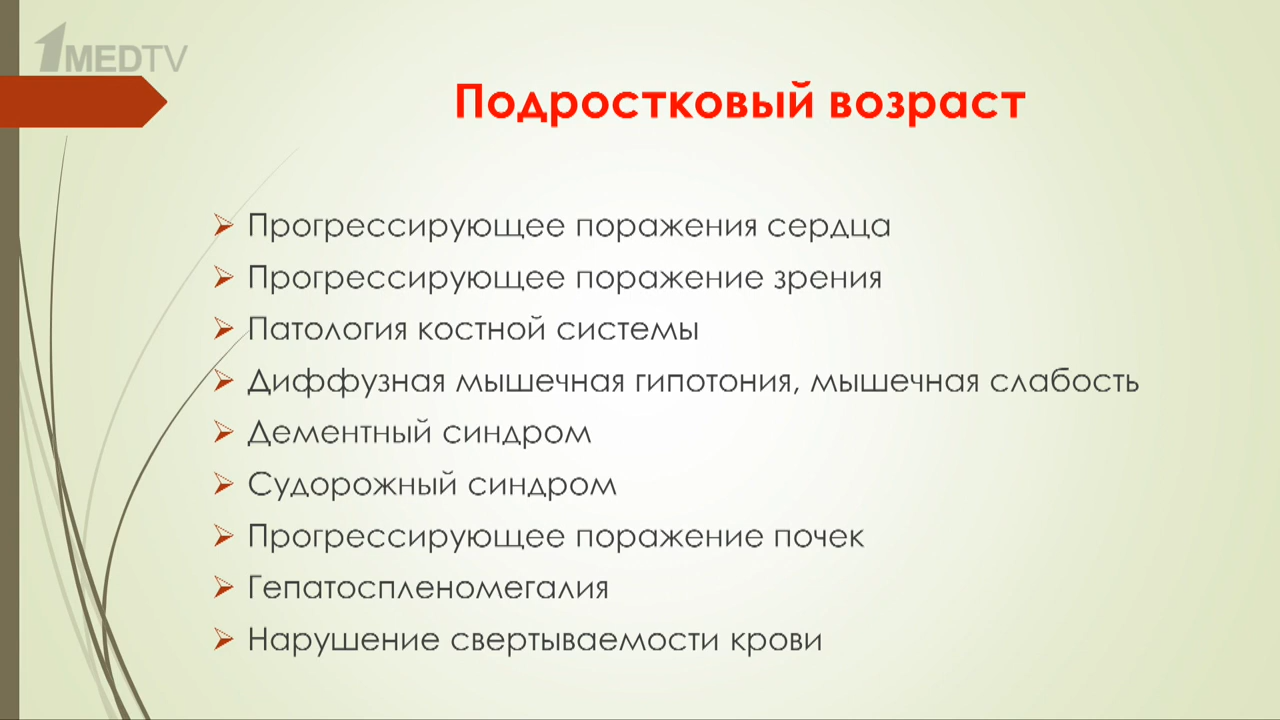 1MEDTV
Подростковый возраст
Прогрессирующее поражения сердца
Прогрессирующее поражение зрения
Патология костной системы
Диффузная мышечная гипотония, мышечная слабость
Дементный синдром
Судорожный синдром
Прогрессирующее поражение почек
Гепатоспленомегалия
Нарушение свертываемости крови